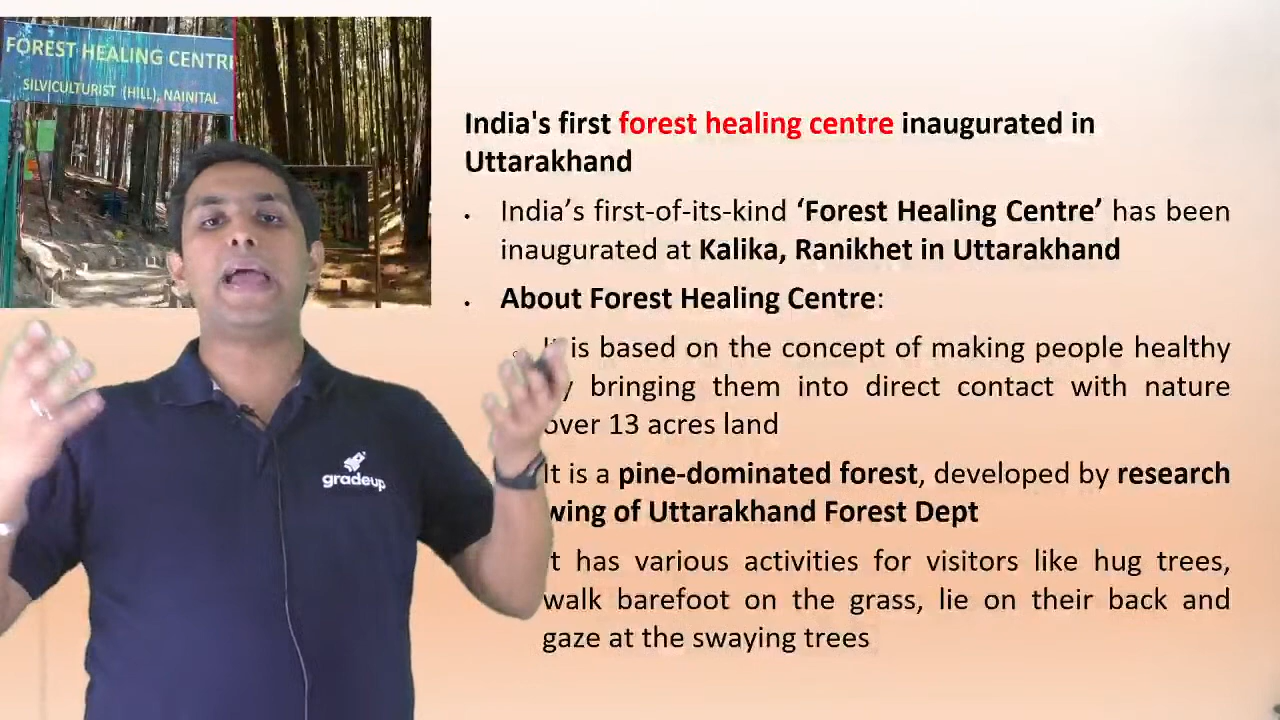 FOREST HEALING CENTR
SILVICULTURIST (HILL), NAINITAL
India's first forest healing centre inaugurated in
Uttarakhand
• India's first-of-its-kind ‘Forest Healing Centre’ has been
inaugurated at Kalika, Ranikhet in Uttarakhand
• About Forest Healing Centre:
It is based on the concept of making people healthy
y bringing them into direct contact with nature
over 13 acres land
It is a pine-dominated forest, developed by research
wing of Uttarakhand Forest Dept
t has various activities for visitors like hug trees,
walk barefoot on the grass, lie on their back and
gaze at the swaying trees
gradeup